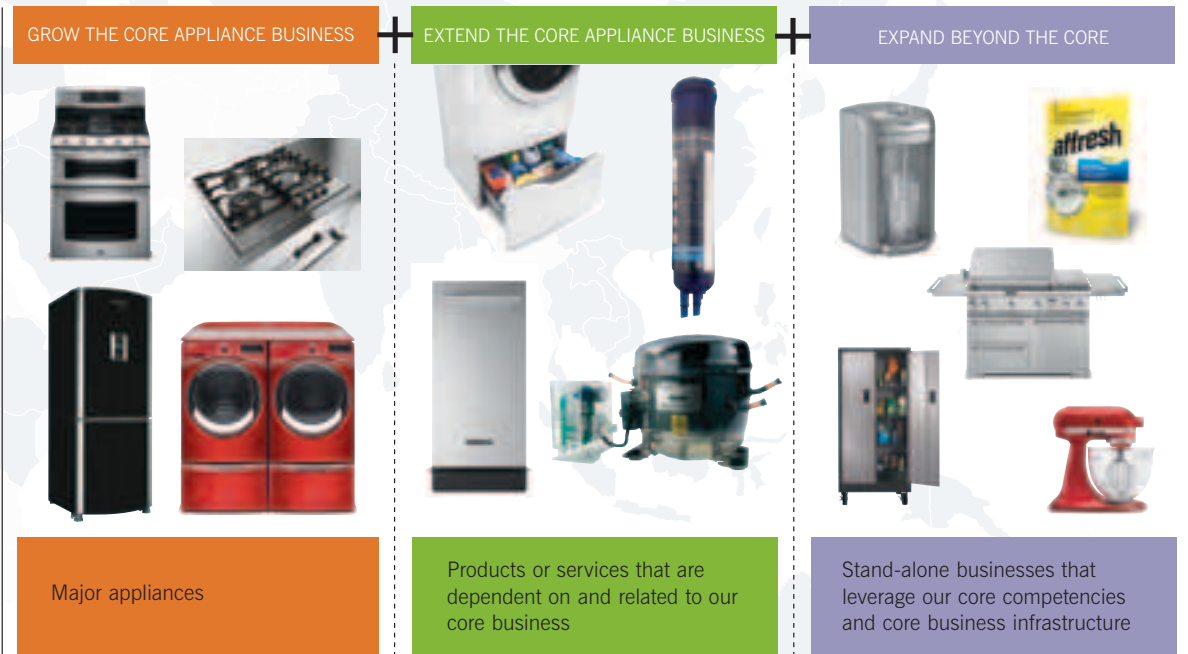 GROW THE CORE APPLIANCE BUSINESS
+
EXTEND THE CORE APPLIANCE BUSINESS
+
EXPAND BEYOND THE CORE
affresh
Major appliances
Products or services that are
dependent on and related to our
core business
Stand-alone businesses that
leverage our core competencies
and core business infrastructure